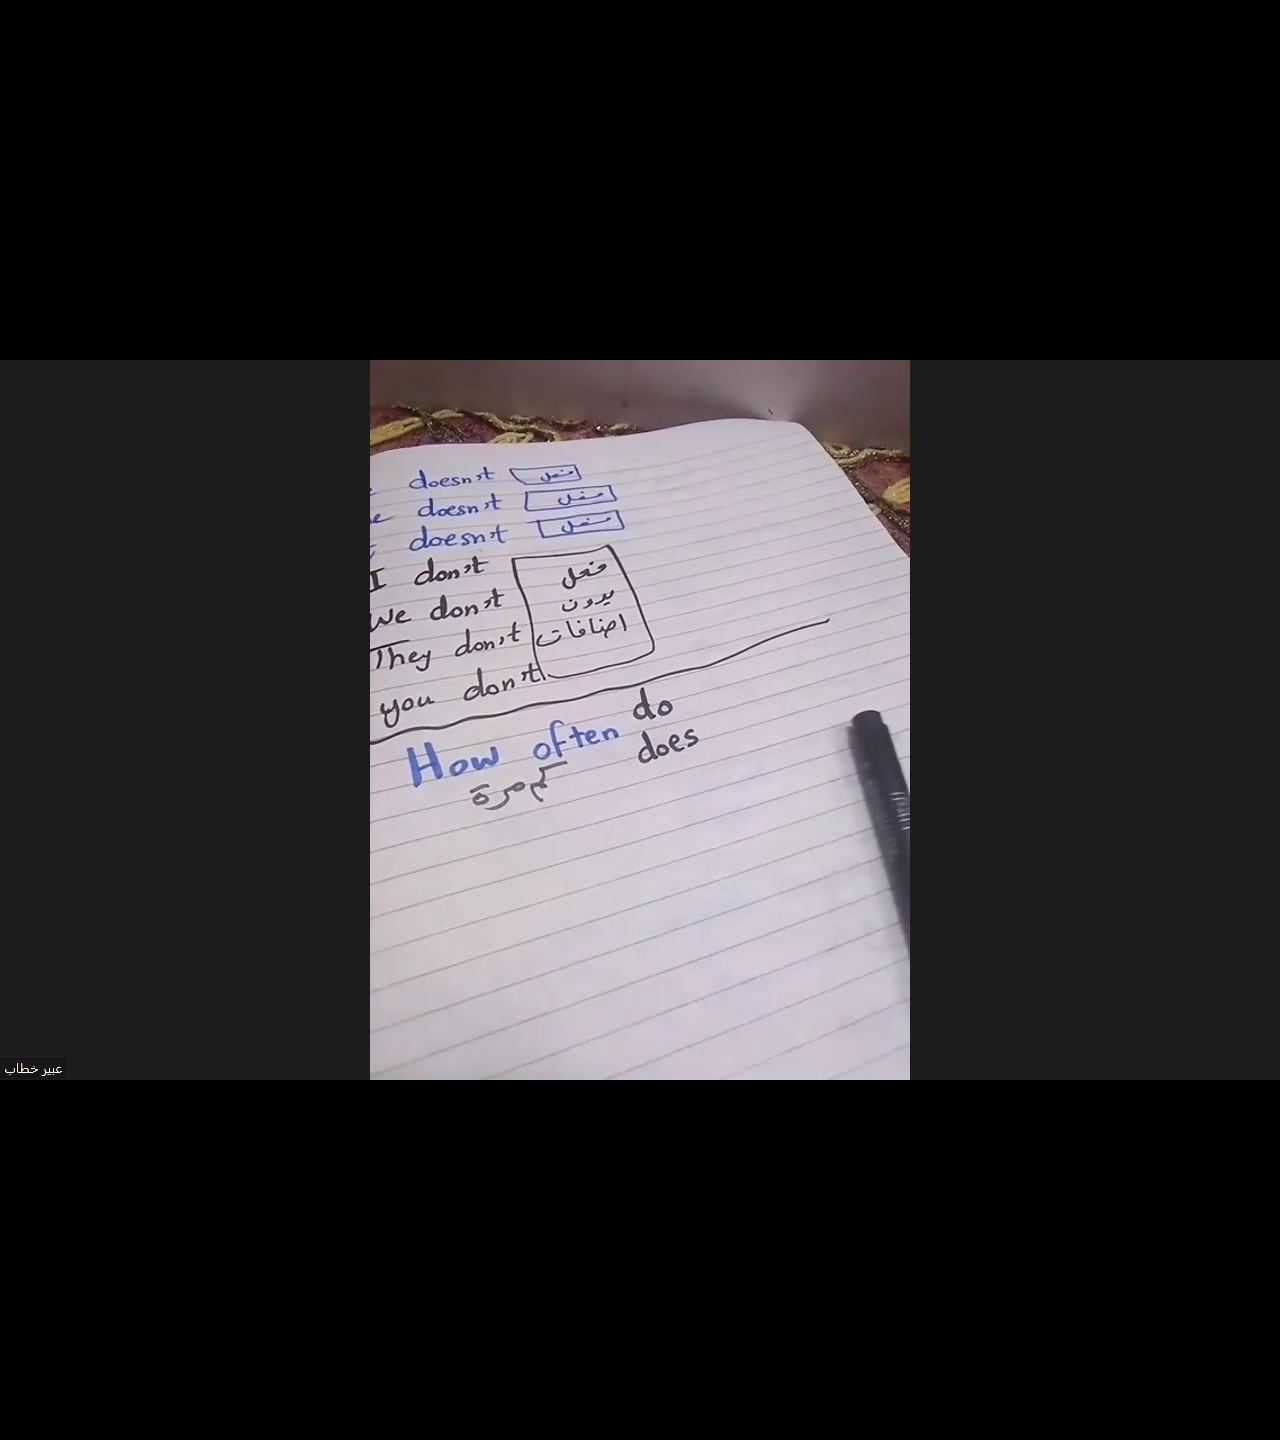 doesn't فعل
doesn't فعل
doesn't فعل
I don't فعل
We don't بدون
They don't اضافات
you don't
How often do
does
كم مرة
عبير خطاب